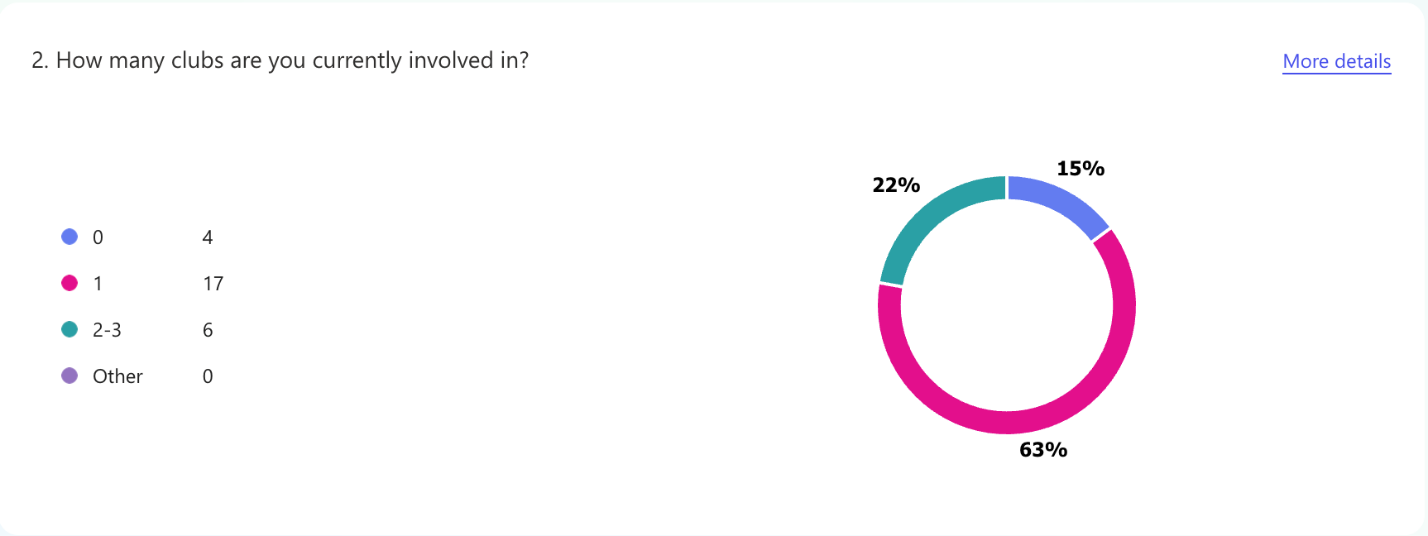 2. How many clubs are you currently involved in?
More details
0 4
1 17
2-3 6
Other 0
15%
22%
63%